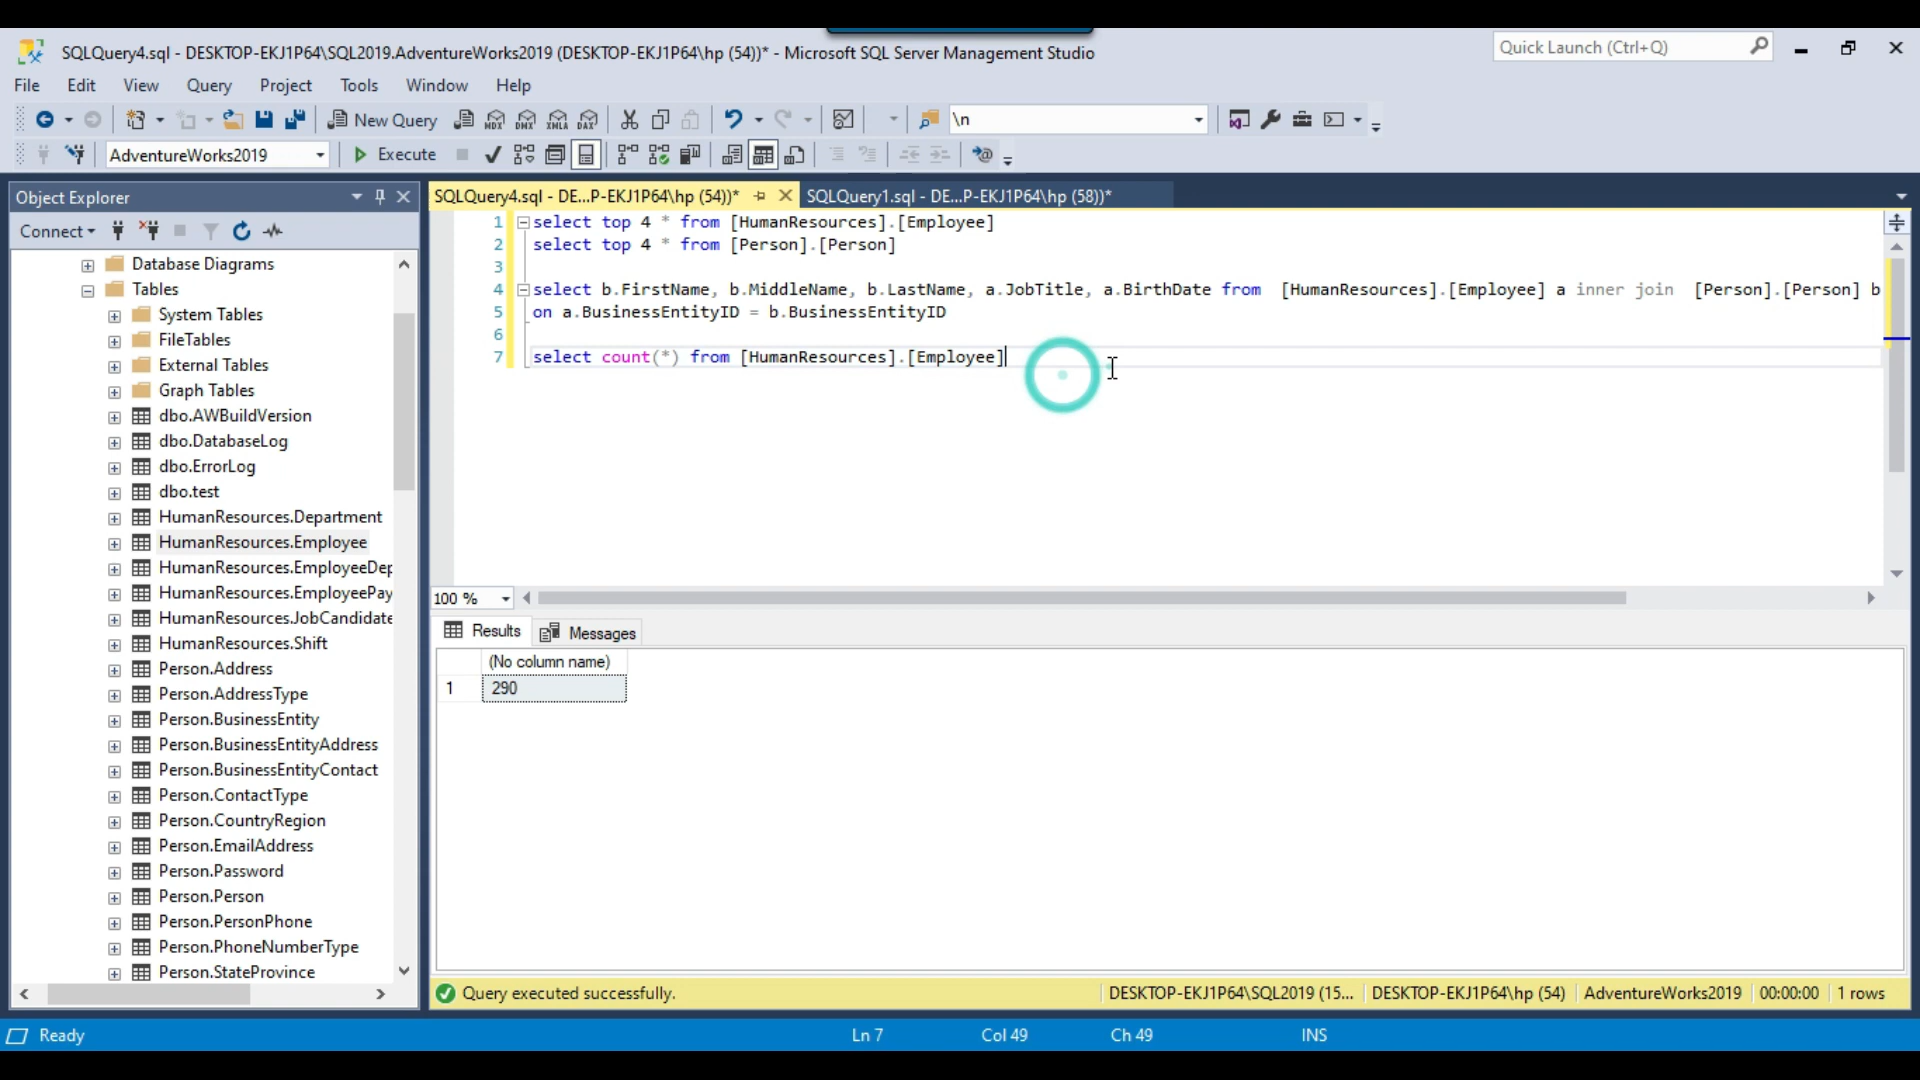 SQLQuery4.sql - DESKTOP-EKJ1P64\SQL2019.AdventureWorks2019 (DESKTOP-EKJ1P64\hp (54))* - Microsoft SQL Server Management Studio
Quick Launch (Ctrl+Q)
File Edit View Query Project Tools Window Help
New Query MDX DMX XMLA DAX \n
AdventureWorks2019 Execute
Object Explorer
SQLQuery4.sql - DE...P-EKJ1P64\hp (54))* SQLQuery1.sql - DE...P-EKJ1P64\hp (58))*
Connect
Database Diagrams
Tables
System Tables
FileTables
External Tables
Graph Tables
dbo.AWBuildVersion
dbo.DatabaseLog
dbo.ErrorLog
dbo.test
HumanResources.Department
HumanResources.Employee
HumanResources.EmployeeDep
HumanResources.EmployeePay
HumanResources.JobCandidate
HumanResources.Shift
Person.Address
Person.AddressType
Person.BusinessEntity
Person.BusinessEntityAddress
Person.BusinessEntityContact
Person.ContactType
Person.CountryRegion
Person.EmailAddress
Person.Password
Person.Person
Person.PersonPhone
Person.PhoneNumberType
Person.StateProvince
1 select top 4 * from [HumanResources].[Employee]
2 select top 4 * from [Person].[Person]
3
4 select b.FirstName, b.MiddleName, b.LastName, a.JobTitle, a.BirthDate from [HumanResources].[Employee] a inner join [Person].[Person] b
5 on a.BusinessEntityID = b.BusinessEntityID
6
7 select count(*) from [HumanResources].[Employee]
100 %
Results Messages
(No column name)
1 290
Query executed successfully. DESKTOP-EKJ1P64\SQL2019 (15... DESKTOP-EKJ1P64\hp (54) AdventureWorks2019 00:00:00 1 rows
Ready Ln 7 Col 49 Ch 49 INS